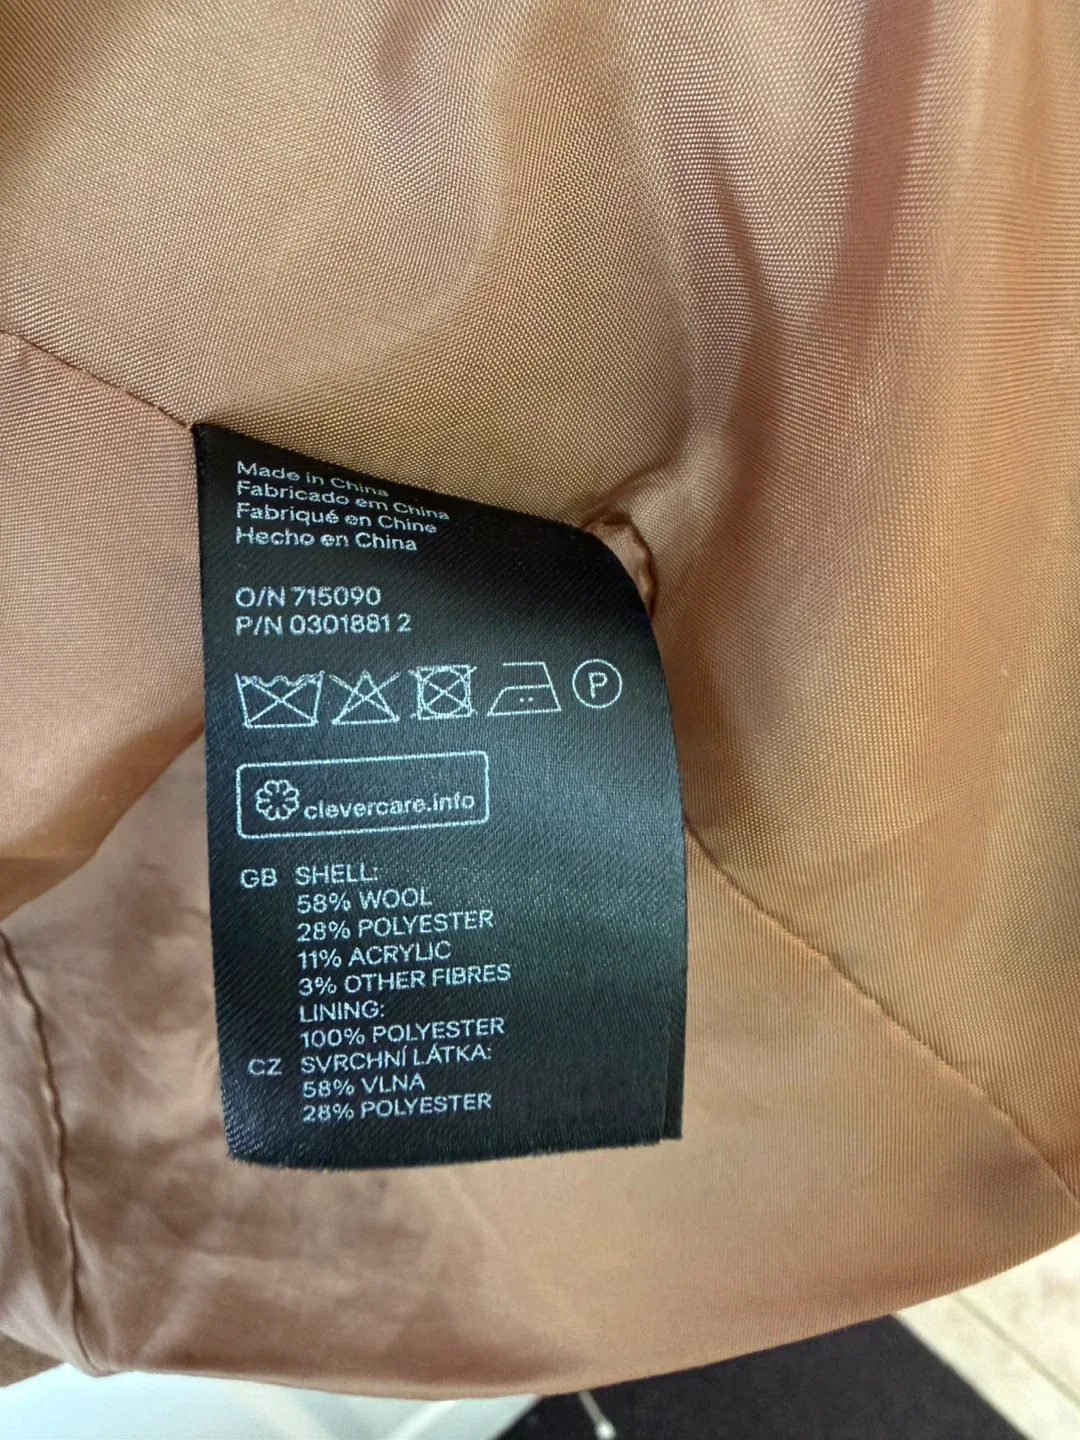 Made in China
Fabricado em China
Fabriqué en Chine
Hecho en China
O/N 715090
P/N 0301881 2
P
clevercare.info
GB SHELL:
58% WOOL
28% POLYESTER
11% ACRYLIC
3% OTHER FIBRES
LINING:
100% POLYESTER
CZ SVRCHNÍ LÁTKA:
58% VLNA
28% POLYESTER